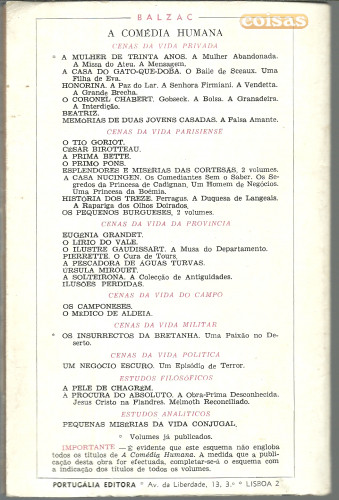 BALZAC
coisas
A COMÉDIA HUMANA
CENAS DA VIDA PRIVADA
° A MULHER DE TRINTA ANOS. A Mulher Abandonada.
A Missa do Ateu. A Mensagem.
A CASA DO GATO-QUE-DOBA. O Baile de Sceaux. Uma
Filha de Eva.
HONORINA. A Paz do Lar. A Senhora Firmiani. A Vendetta.
A Grande Brecha.
O CORONEL CHABERT. Gobseck. A Bolsa. A Granadeira.
A Interdição.
BEATRIZ.
MEMÓRIAS DE DUAS JOVENS CASADAS. A Falsa Amante.
CENAS DA VIDA PARISIENSE
O TIO GORIOT.
CÉSAR BIROTTEAU.
A PRIMA BETTE.
O PRIMO PONS.
ESPLENDORES E MISÉRIAS DAS CORTESÃS, 2 volumes.
A CASA NUCINGEN. Os Comediantes Sem o Saber. Os Se-
gredos da Princesa de Cadignan. Um Homem de Negócios.
Uma Princesa da Boémia.
HISTÓRIA DOS TREZE. Ferragus. A Duquesa de Langeais.
A Rapariga dos Olhos Doirados.
OS PEQUENOS BURGUESES, 2 volumes.
CENAS DA VIDA DA PROVÍNCIA
EUGENIA GRANDET.
O LÍRIO DO VALE.
O ILUSTRE GAUDISSART. A Musa do Departamento.
PIERRETTE. O Cura de Tours.
A PESCADORA DE ÁGUAS TURVAS.
URSULA MIROUET.
A SOLTEIRONA. A Colecção de Antiguidades.
ILUSÕES PERDIDAS.
CENAS DA VIDA DO CAMPO
OS CAMPONESES.
O MÉDICO DE ALDEIA.
CENAS DA VIDA MILITAR
° OS INSURRECTOS DA BRETANHA. Uma Paixão no De-
serto.
CENAS DA VIDA POLÍTICA
UM NEGÓCIO ESCURO. Um Episódio de Terror.
ESTUDOS FILOSÓFICOS
A PELE DE CHAGRÉM.
A PROCURA DO ABSOLUTO. A Obra-Prima Desconhecida.
Jesus Cristo na Flandres. Melmoth Reconciliado.
ESTUDOS ANALÍTICOS
PEQUENAS MISÉRIAS DA VIDA CONJUGAL.
° Volumes já publicados.
IMPORTANTE — É evidente que este esquema não engloba
todos os títulos de A Comédia Humana. À medida que a publi-
cação desta obra for efectuada, completar-se-á o esquema com
a indicação dos títulos de todos os volumes.
PORTUGÁLIA EDITORA ° Av. da Liberdade, 13, 3.º ° LISBOA 2